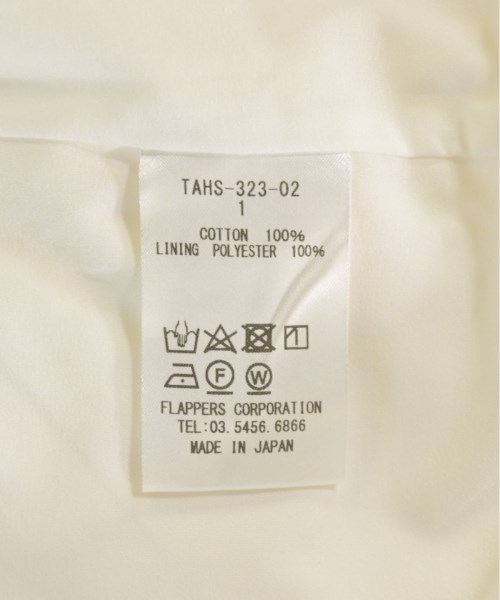 TAHS-323-02
1
COTTON 100%
LINING POLYESTER 100%
F W
FLAPPERS CORPORATION
TEL:03.5456.6866
MADE IN JAPAN